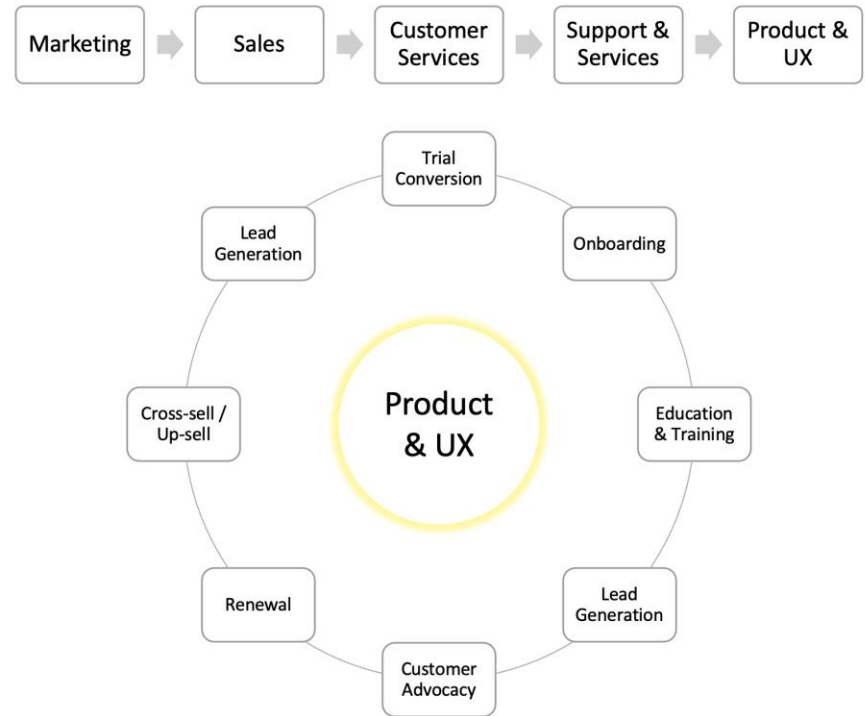 Marketing
Sales
Customer
Services
Support &
Services
Product &
UX
Trial
Conversion
Lead
Generation
Onboarding
Cross-sell /
Up-sell
Product
& UX
Education
& Training
Renewal
Lead
Generation
Customer
Advocacy